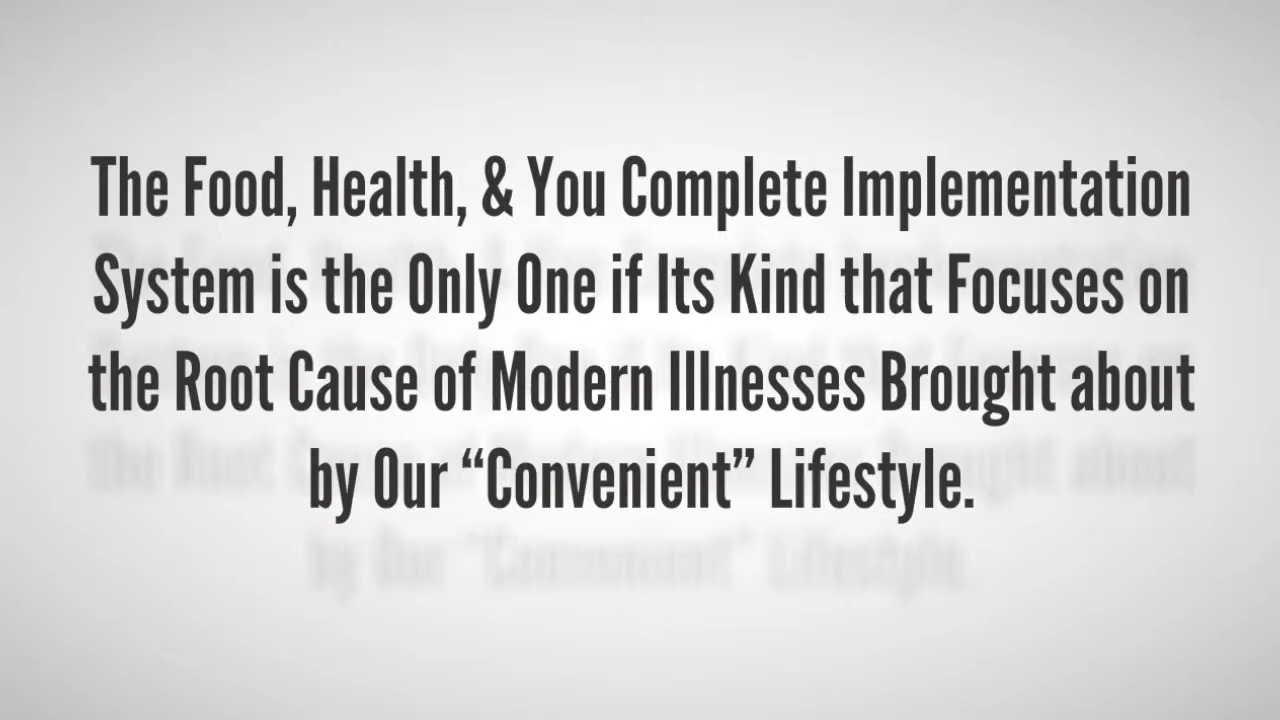 The Food, Health, & You Complete Implementation
System is the Only One if Its Kind that Focuses on
the Root Cause of Modern Illnesses Brought about
by Our “Convenient” Lifestyle.